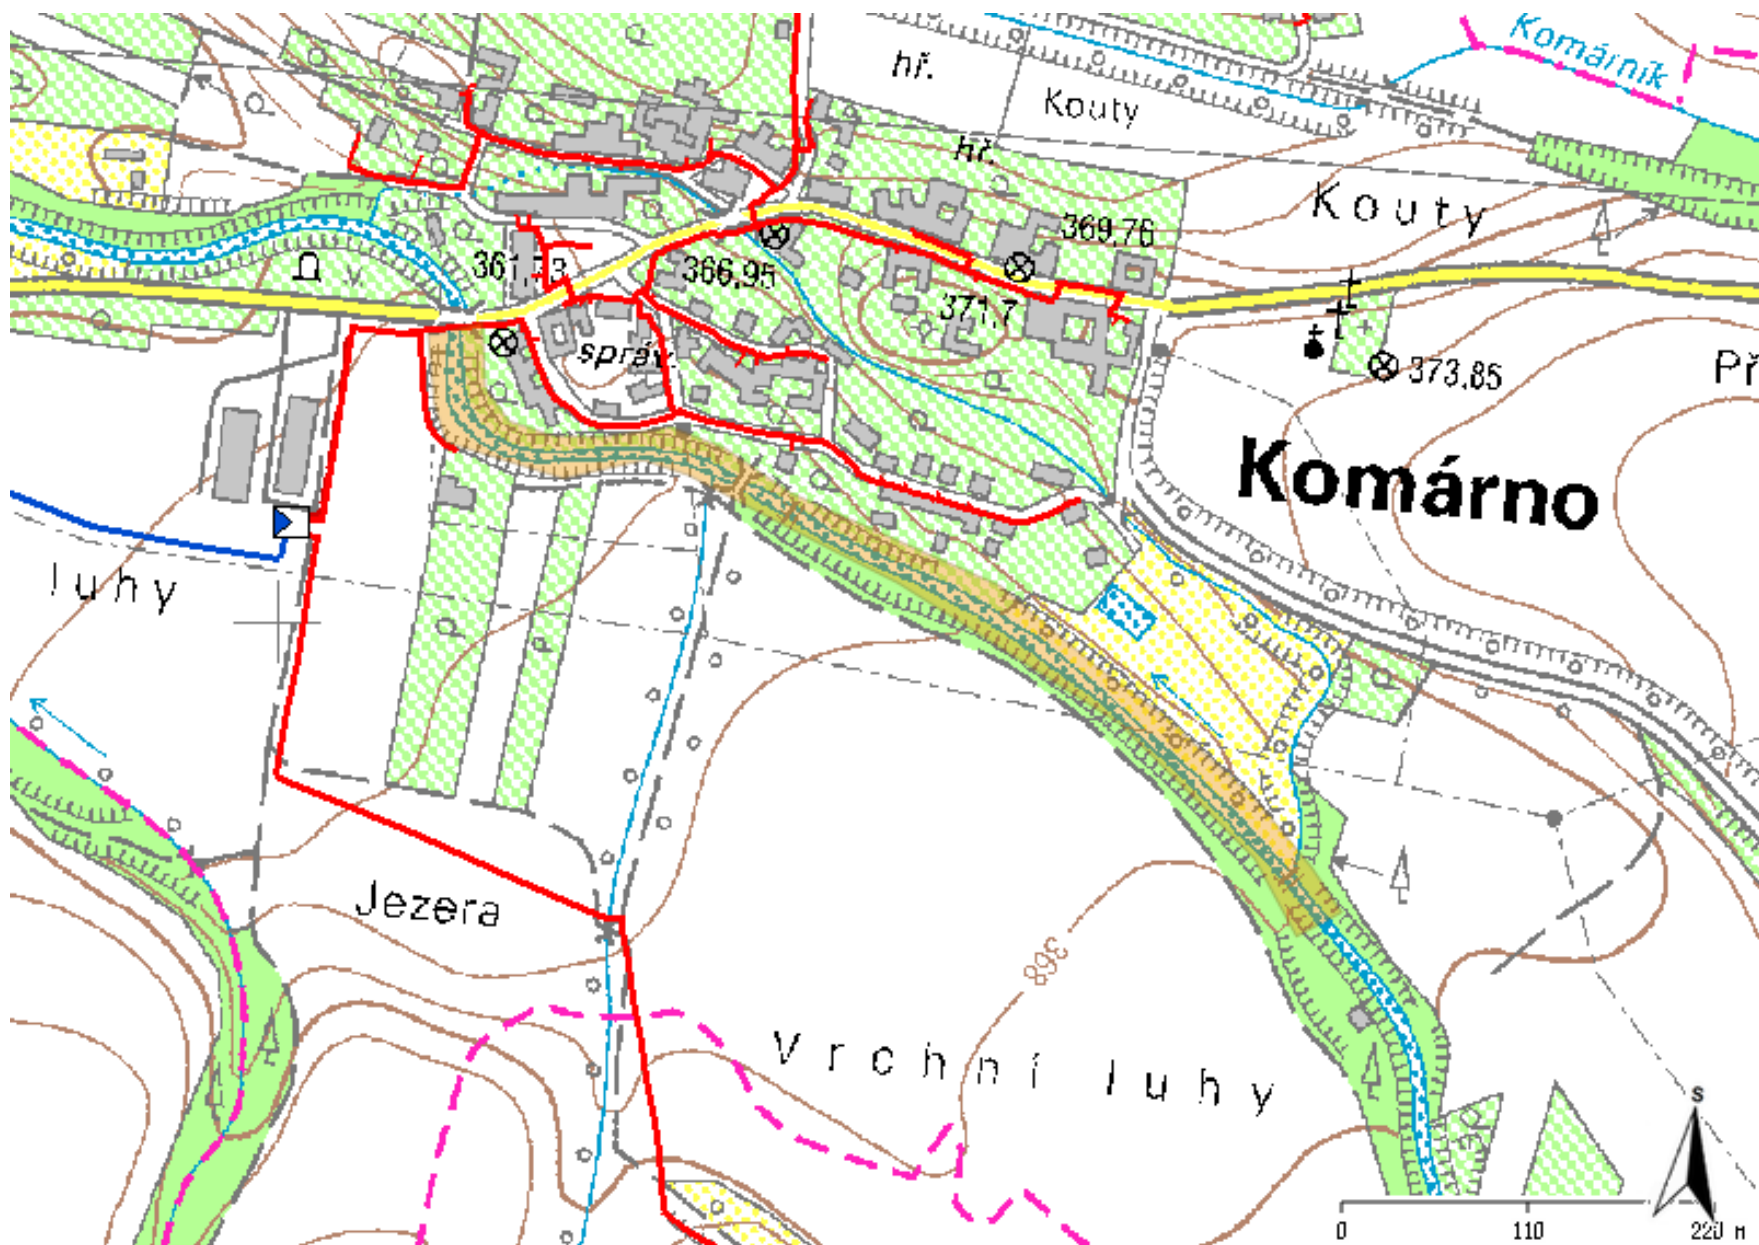 Komárník
hř.
Kouty
hř.
Kouty
369.76
361.73
366.95
371.7
správ.
373.85
Př
Komárno
luhy
Jezera
368
Vrchní luhy
S
0 110 220 M